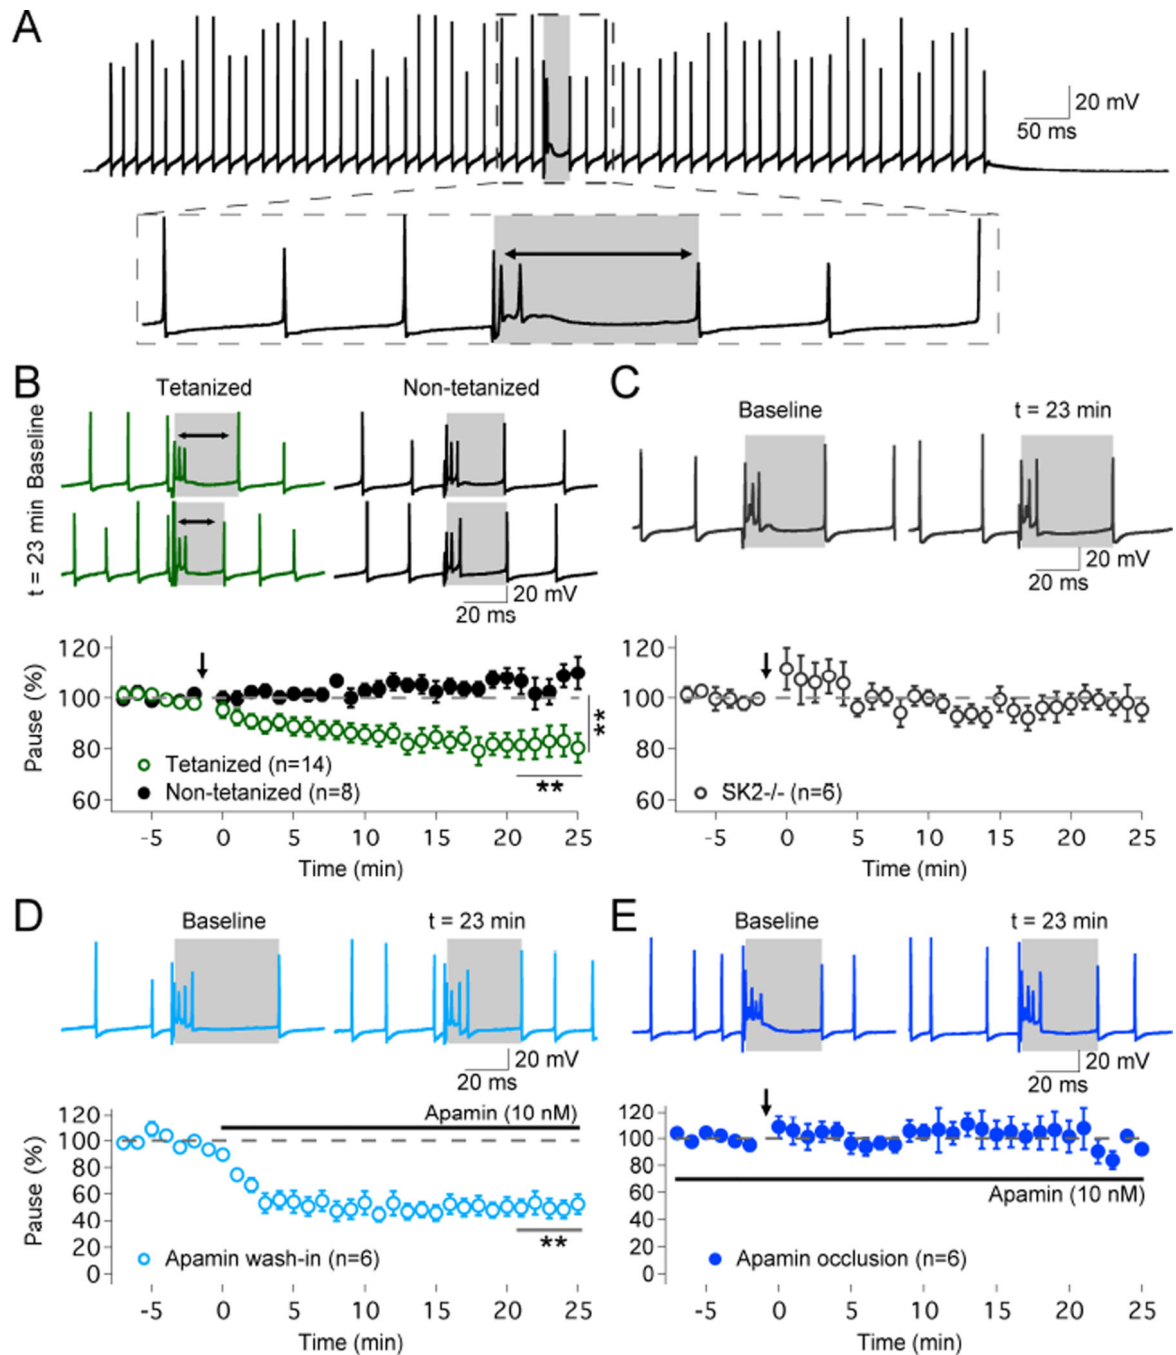 A
20 mV
50 ms
B
Tetanized
Non-tetanized
Baseline
t = 23 min
20 mV
20 ms
C
Baseline
t = 23 min
20 mV
20 ms
Pause (%)
120
100
80
60
**
**
Tetanized (n=14)
Non-tetanized (n=8)
-5
0
5
10
15
20
25
Time (min)
120
100
80
60
SK2-/- (n=6)
-5
0
5
10
15
20
25
Time (min)
D
Baseline
t = 23 min
20 mV
20 ms
E
Baseline
t = 23 min
20 mV
20 ms
Pause (%)
120
100
80
60
40
20
0
Apamin (10 nM)
**
Apamin wash-in (n=6)
-5
0
5
10
15
20
25
Time (min)
120
100
80
60
40
20
0
Apamin (10 nM)
Apamin occlusion (n=6)
-5
0
5
10
15
20
25
Time (min)